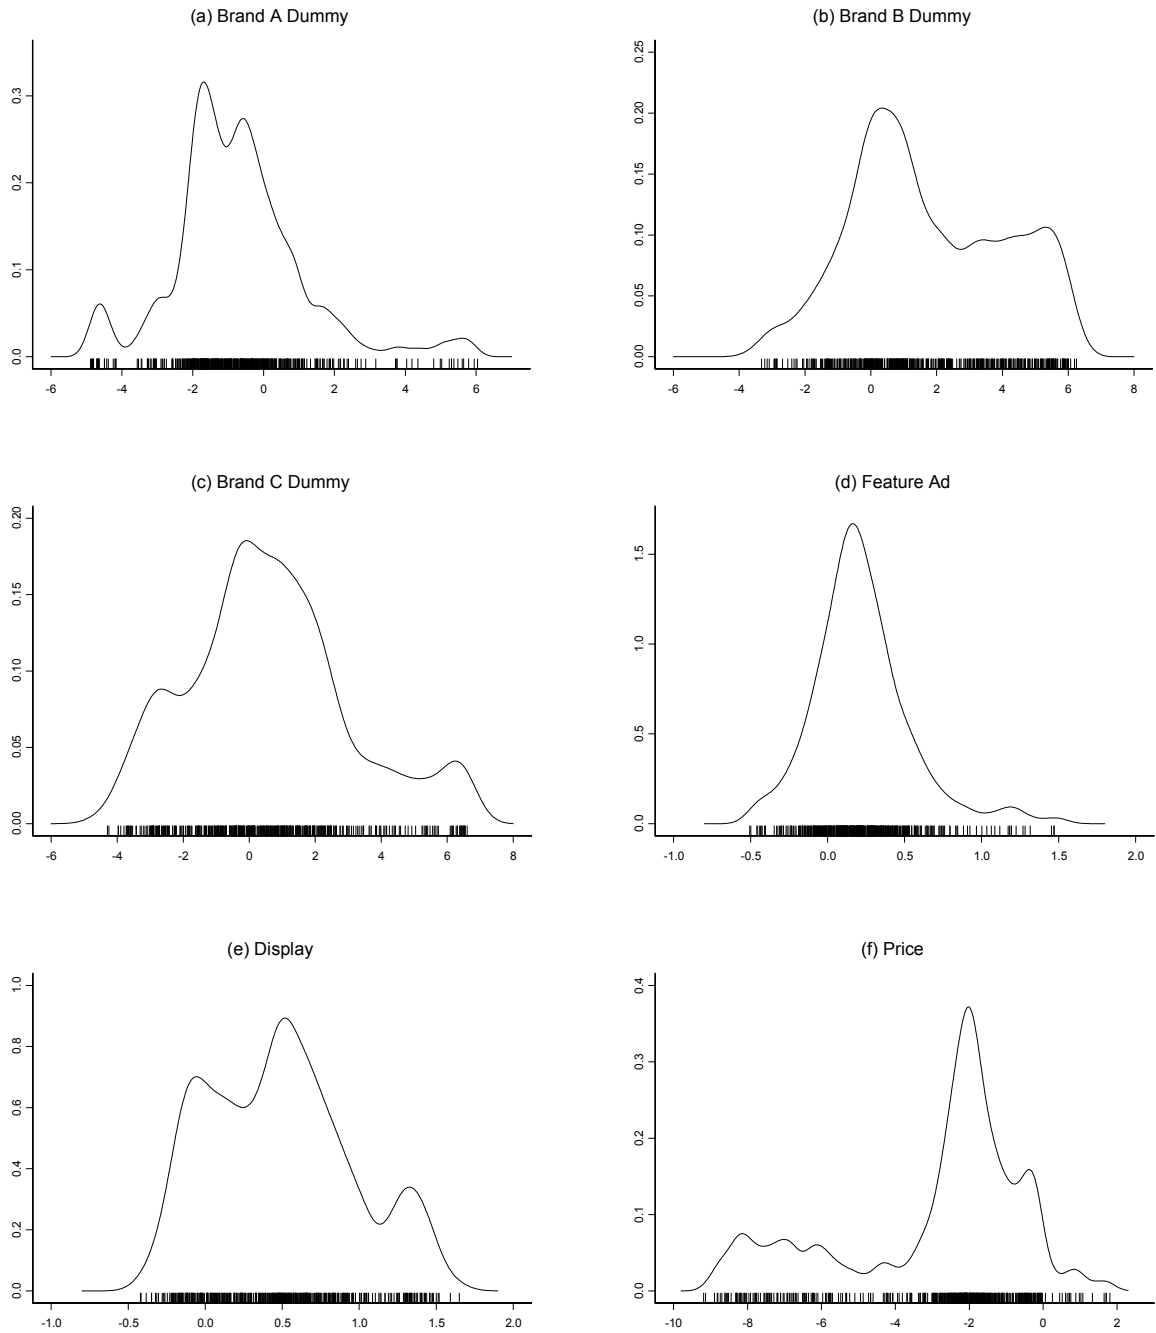 (a) Brand A Dummy
0.0 0.1 0.2 0.3
-6 -4 -2 0 2 4 6
(b) Brand B Dummy
0.00 0.05 0.10 0.15 0.20 0.25
-6 -4 -2 0 2 4 6 8
(c) Brand C Dummy
0.00 0.05 0.10 0.15 0.20
-6 -4 -2 0 2 4 6 8
(d) Feature Ad
0.0 0.5 1.0 1.5
-1.0 -0.5 0.0 0.5 1.0 1.5 2.0
(e) Display
0.0 0.2 0.4 0.6 0.8 1.0
-1.0 -0.5 0.0 0.5 1.0 1.5 2.0
(f) Price
0.0 0.1 0.2 0.3 0.4
-10 -8 -6 -4 -2 0 2